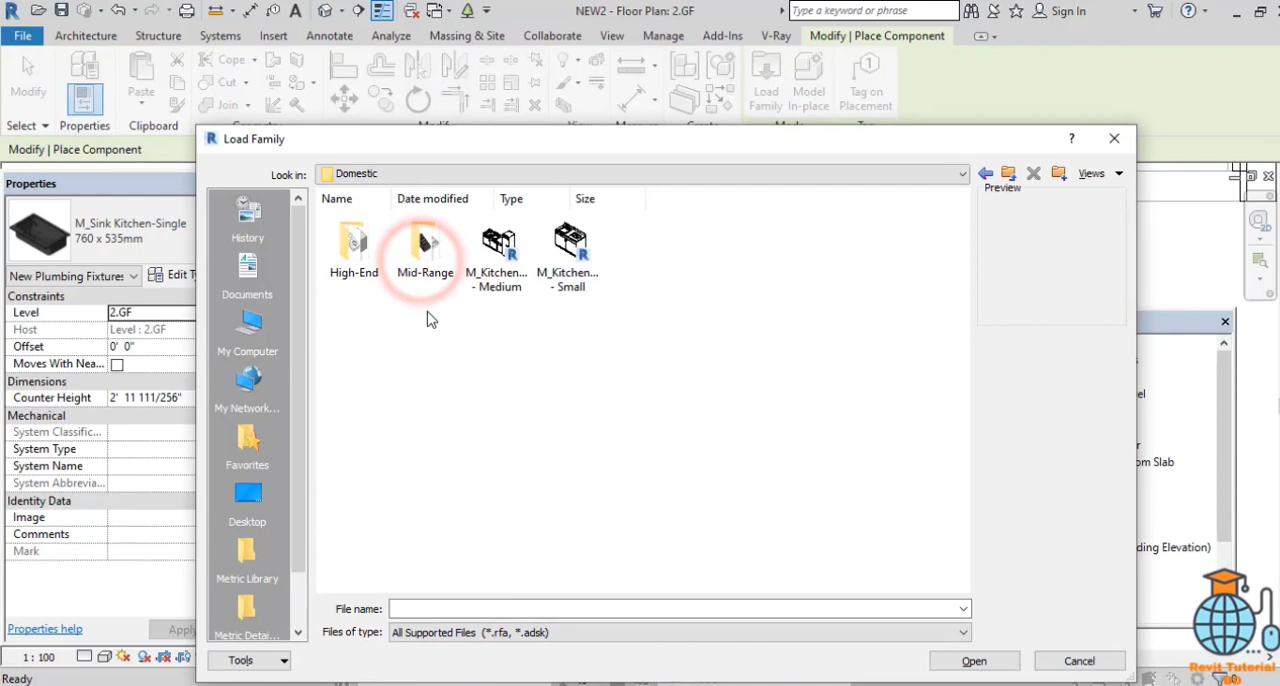 NEW2 - Floor Plan: 2.GF
Type a keyword or phrase
Sign In
File Architecture Structure Systems Insert Annotate Analyze Massing & Site Collaborate View Manage Add-Ins V-Ray Modify | Place Component
Modify
Paste
Cope
Cut
Join
Load Family
Model In-place
Tag on Placement
Select Properties Clipboard
Modify | Place Component
Properties
M_Sink Kitchen-Single
760 x 535mm
New Plumbing Fixture:
Edit
Constraints
Level 2.GF
Host Level : 2.GF
Offset 0' 0"
Moves With Nea...
Dimensions
Counter Height 2' 11 111/256"
Mechanical
System Classific...
System Type
System Name
System Abbrevia...
Identity Data
Image
Comments
Mark
Properties help
Apply
1 : 100
Ready
Load Family
Look in: Domestic
Views
Name Date modified Type Size
Preview
History
Documents
My Computer
My Network...
Favorites
Desktop
Metric Library
Metric Detai...
High-End
Mid-Range
M_Kitchen...
- Medium
M_Kitchen...
- Small
File name:
Files of type: All Supported Files (*.rfa, *.adsk)
Tools
Open
Cancel
el
om Slab
ding Elevation)
Revit Tutorial